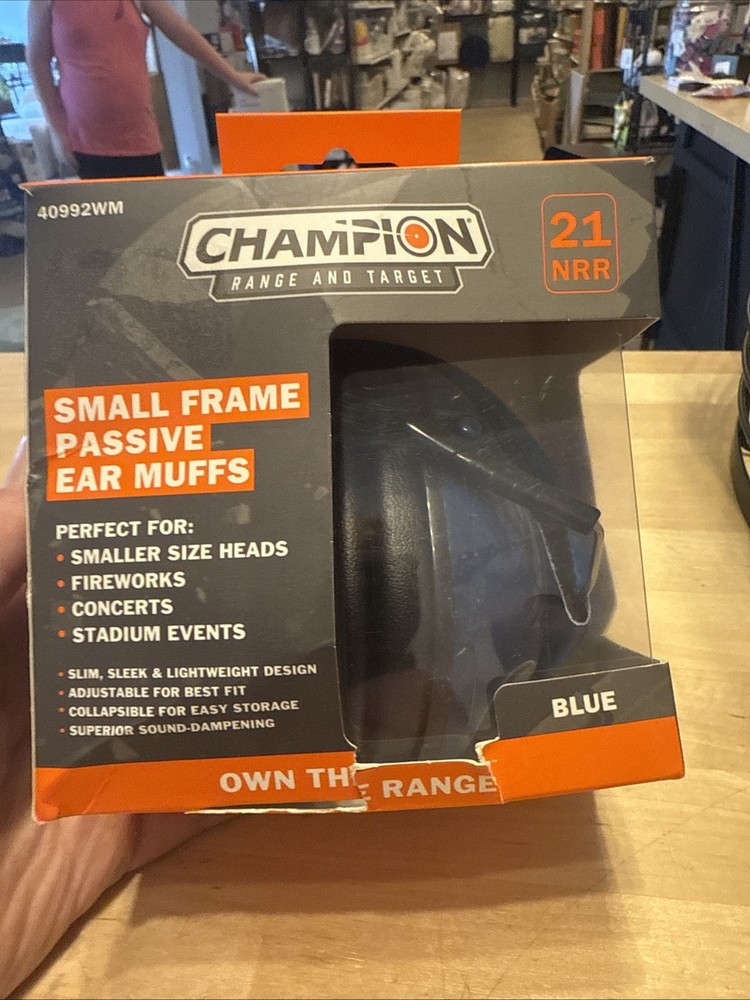 40992WM
CHAMPION®
RANGE AND TARGET
21
NRR
SMALL FRAME
PASSIVE
EAR MUFFS
PERFECT FOR:
• SMALLER SIZE HEADS
• FIREWORKS
• CONCERTS
• STADIUM EVENTS
• SLIM, SLEEK & LIGHTWEIGHT DESIGN
• ADJUSTABLE FOR BEST FIT
• COLLAPSIBLE FOR EASY STORAGE
• SUPERIOR SOUND-DAMPENING
BLUE
OWN THE RANGE